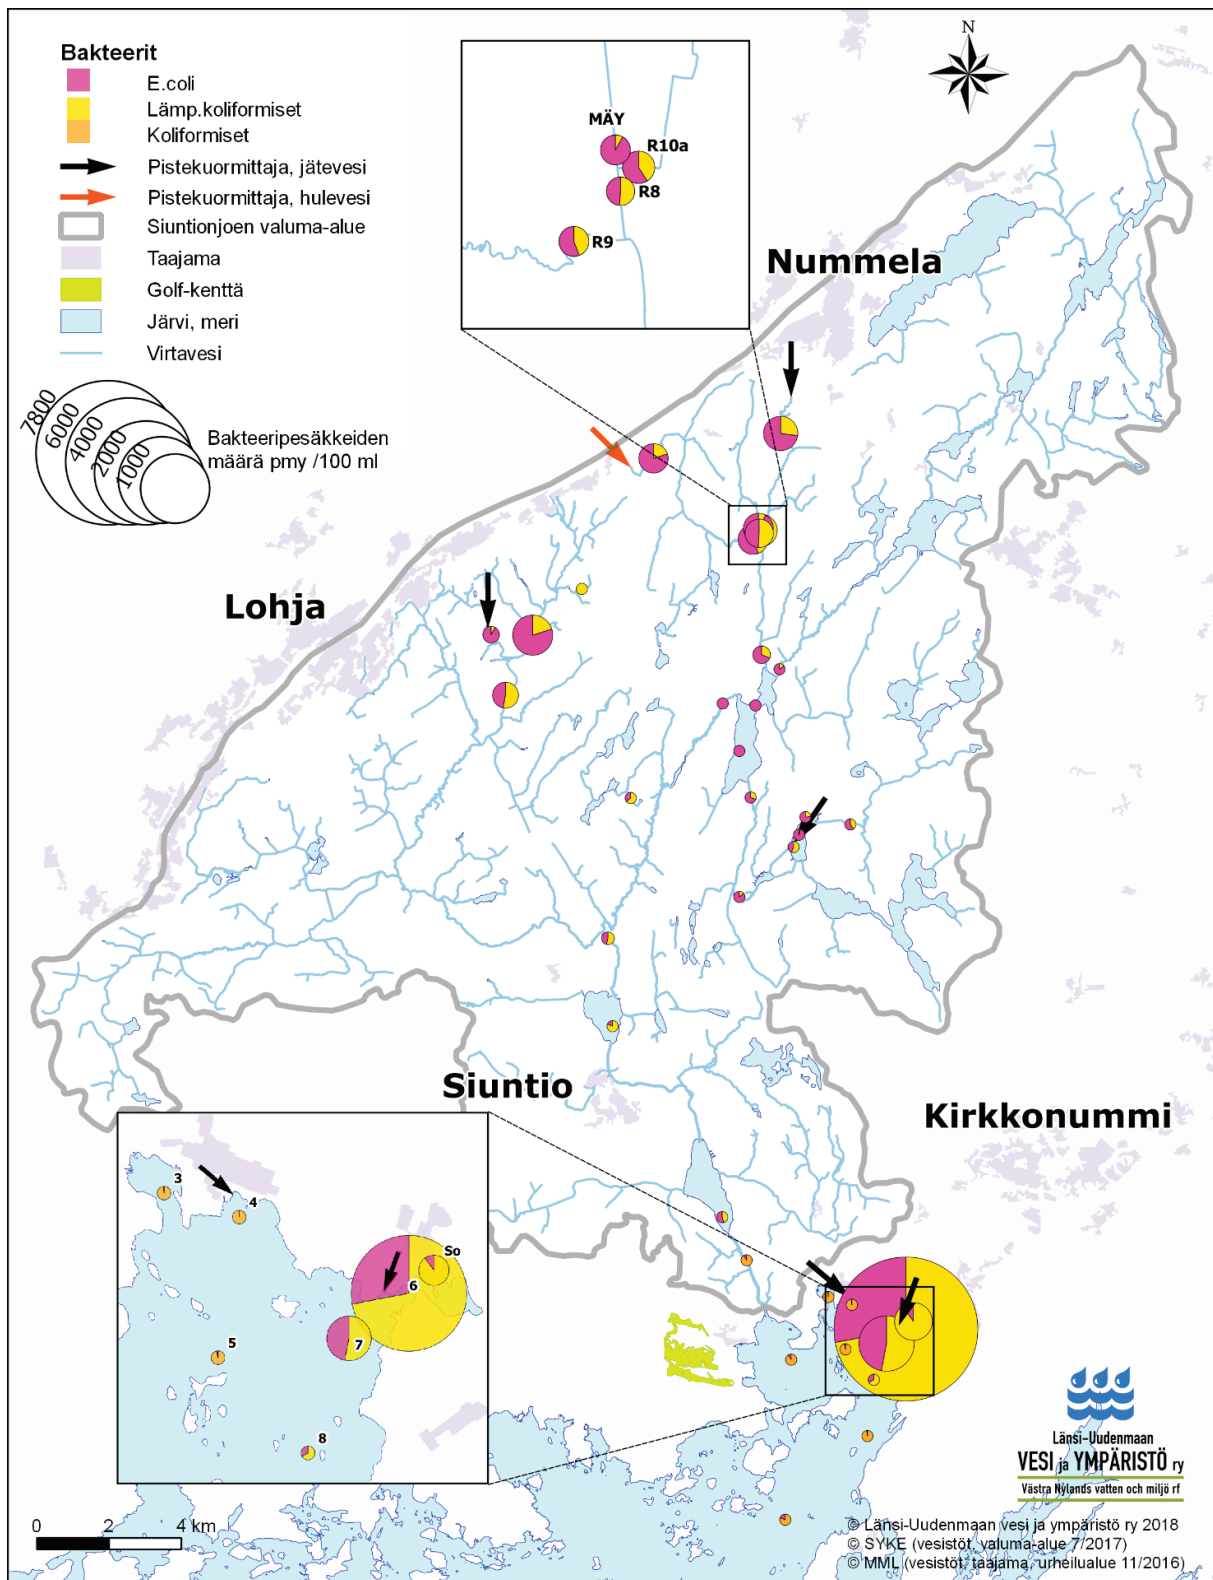 Bakteerit
E.coli
Lämp.koliformiset
Koliformiset
Pistekuormittaja, jätevesi
Pistekuormittaja, hulevesi
Siuntionjoen valuma-alue
Taajama
Golf-kenttä
Järvi, meri
Virtavesi
7800
6000
4000
2000
1000
Bakteeripesäkkeiden
määrä pmy /100 ml
N
MÄY
R10a
R8
R9
Nummela
Lohja
Siuntio
Kirkkonummi
3
4
So
6
7
5
8
0 2 4 km
Länsi-Uudenmaan
VESI ja YMPÄRISTÖ ry
Västra Nylands vatten och miljö rf
© Länsi-Uudenmaan vesi ja ympäristö ry 2018
© SYKE (vesistöt, valuma-alue 7/2017)
© MML (vesistöt, taajama, urheilualue 11/2016)